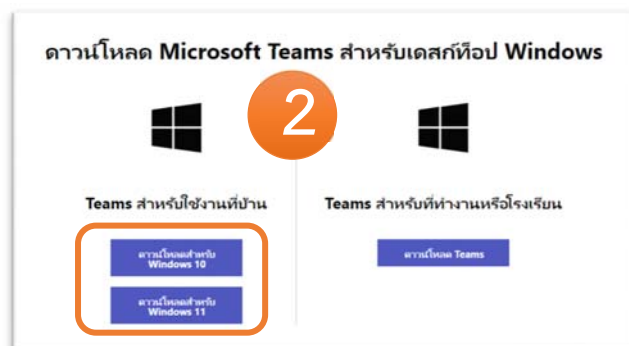 ดาวน์โหลด Microsoft Teams สำหรับเดสก์ท็อป Windows
2
Teams สำหรับใช้งานที่บ้าน
ดาวน์โหลดสำหรับ
Windows 10
ดาวน์โหลดสำหรับ
Windows 11
Teams สำหรับที่ทำงานหรือโรงเรียน
ดาวน์โหลด Teams